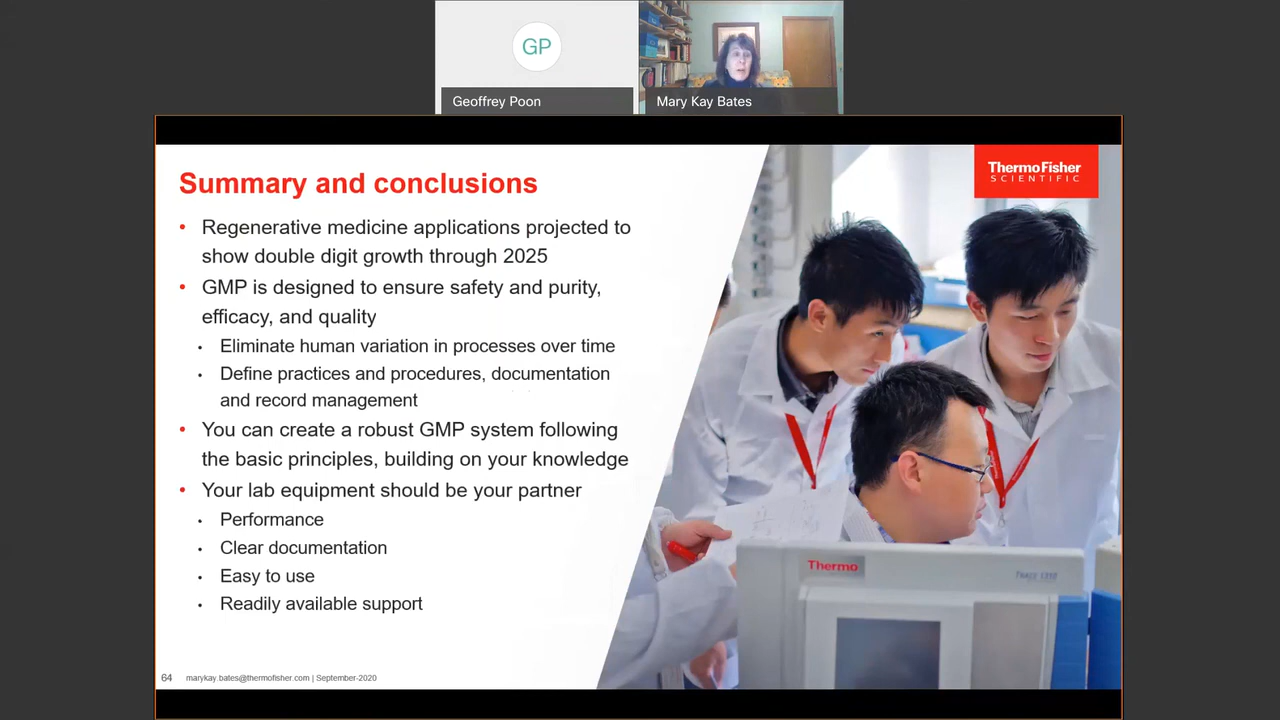 GP
Geoffrey Poon
Mary Kay Bates
ThermoFisher
SCIENTIFIC
Summary and conclusions
• Regenerative medicine applications projected to
show double digit growth through 2025
• GMP is designed to ensure safety and purity,
efficacy, and quality
• Eliminate human variation in processes over time
• Define practices and procedures, documentation
and record management
• You can create a robust GMP system following
the basic principles, building on your knowledge
• Your lab equipment should be your partner
• Performance
• Clear documentation
• Easy to use
• Readily available support
Thermo
64 marykay.bates@thermofisher.com | September-2020